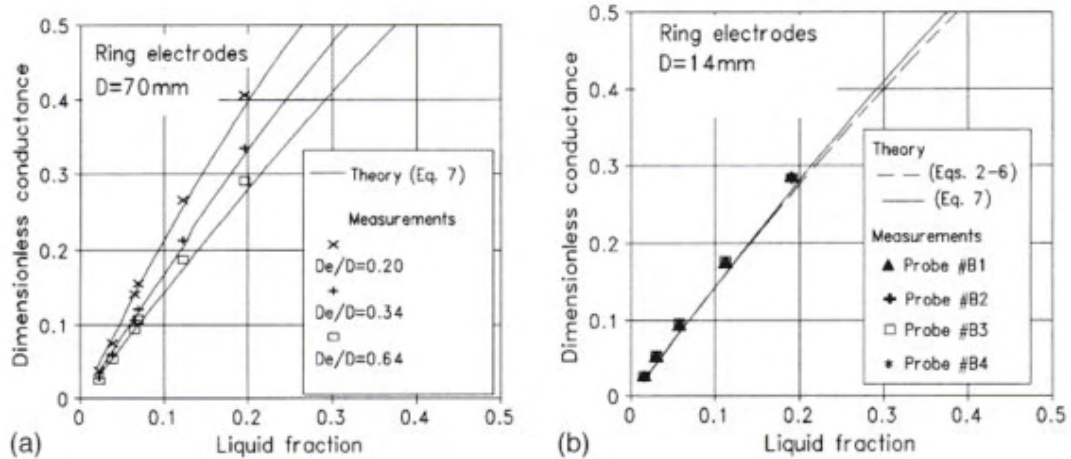 Ring electrodes
D=70mm
Dimensionless conductance
0.5
0.4
0.3
0.2
0.1
0
0 0.1 0.2 0.3 0.4 0.5
Liquid fraction
Theory (Eq. 7)
Measurements
De/D=0.20
De/D=0.34
De/D=0.64
(a)
Ring electrodes
D=14mm
Dimensionless conductance
0.5
0.4
0.3
0.2
0.1
0
0 0.1 0.2 0.3 0.4 0.5
Liquid fraction
Theory
(Eqs. 2-6)
(Eq. 7)
Measurements
Probe #B1
Probe #B2
Probe #B3
Probe #B4
(b)